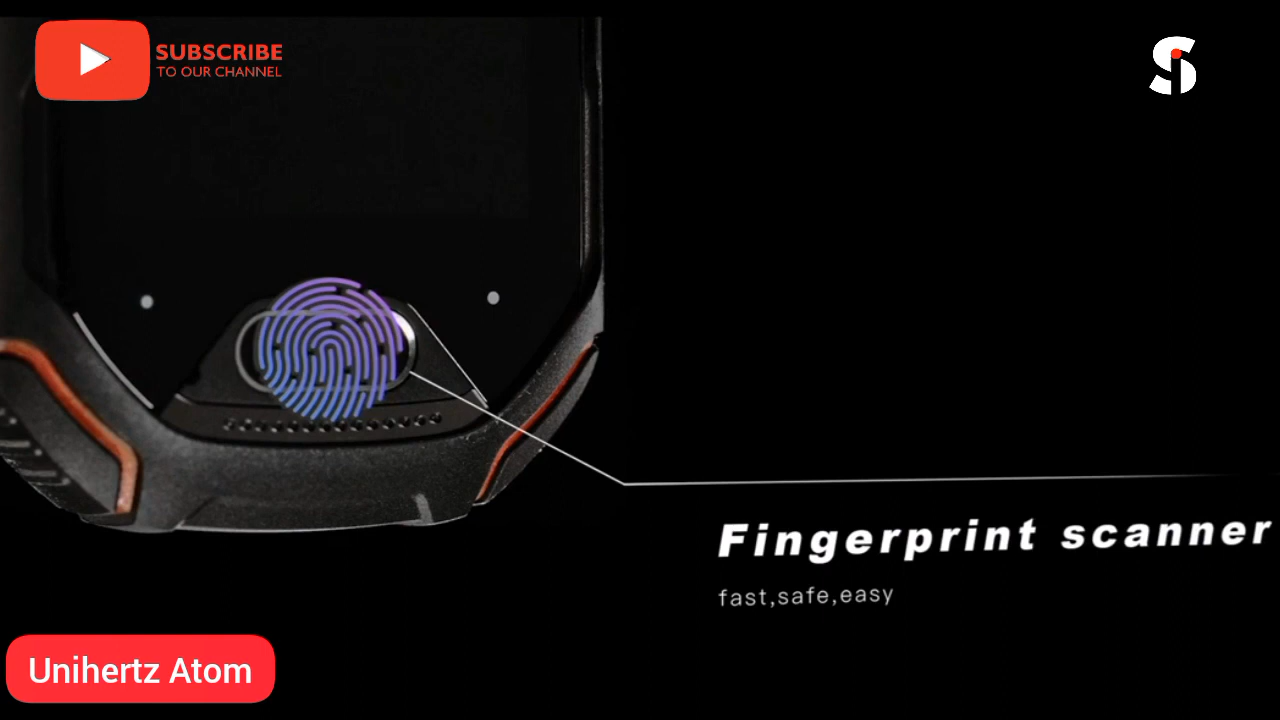 SUBSCRIBE
TO OUR CHANNEL
Fingerprint scanner
fast,safe,easy
Unihertz Atom